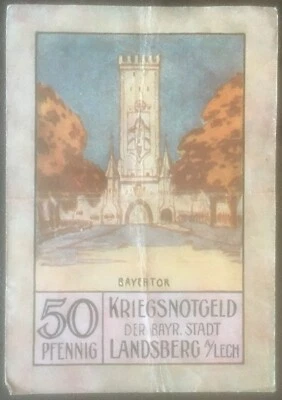 BAYERTOR
50 PFENNIG
KRIEGSNOTGELD
DER BAYR. STADT
LANDSBERG A/LECH